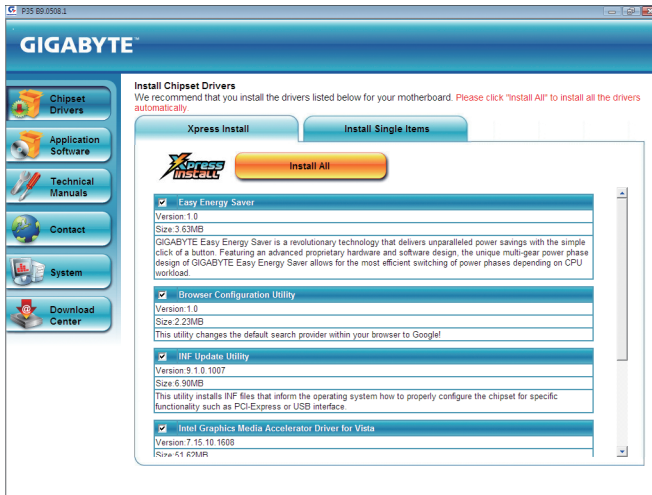 P35 B9.0508.1
GIGABYTE™
Chipset
Drivers
Application
Software
Technical
Manuals
Contact
System
Download
Center
Install Chipset Drivers
We recommend that you install the drivers listed below for your motherboard. Please click "Install All" to install all the drivers
automatically.
Xpress Install
Install Single Items
Xpress
Install
Install All
Easy Energy Saver
Version:1.0
Size:3.63MB
GIGABYTE Easy Energy Saver is a revolutionary technology that delivers unparalleled power savings with the simple
click of a button. Featuring an advanced proprietary hardware and software design, the unique multi-gear power phase
design of GIGABYTE Easy Energy Saver allows for the most efficient switching of power phases depending on CPU
workload.
Browser Configuration Utility
Version:1.0
Size:2.23MB
This utility changes the default search provider within your browser to Google!
INF Update Utility
Version:9.1.0.1007
Size:6.90MB
This utility installs INF files that inform the operating system how to properly configure the chipset for specific
functionality such as PCI-Express or USB interface.
Intel Graphics Media Accelerator Driver for Vista
Version:7.15.10.1608
Size:51.62MB